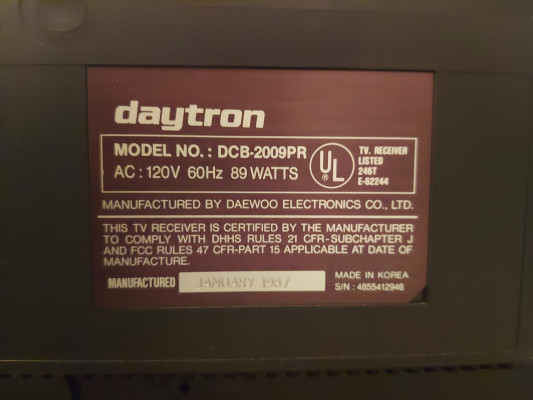 daytron
MODEL NO.: DCB-2009PR
AC: 120V 60Hz 89 WATTS
UL
TV. RECEIVER
LISTED
246T
E-62244
MANUFACTURED BY DAEWOO ELECTRONICS CO., LTD.
THIS TV RECEIVER IS CERTIFIED BY THE MANUFACTURER
TO COMPLY WITH DHHS RULES 21 CFR-SUBCHAPTER J
AND FCC RULES 47 CFR-PART 15 APPLICABLE AT DATE OF
MANUFACTURE.
MANUFACTURED JANUARY 1987
MADE IN KOREA
S/N: 4855412946